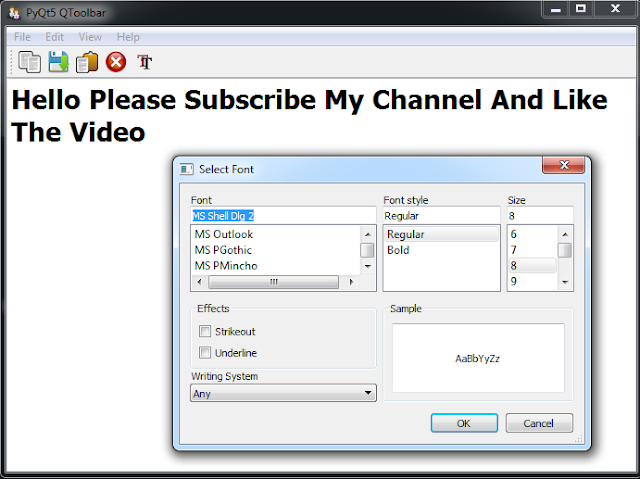 PyQt5 QToolbar
File Edit View Help
Hello Please Subscribe My Channel And Like
The Video
Select Font
Font Font style Size
MS Shell Dlg 2 Regular 8
MS Outlook Regular 6
MS PGothic Bold 7
MS PMincho 8
9
Effects Sample
Strikeout
Underline
AaBbYyZz
Writing System
Any
OK Cancel